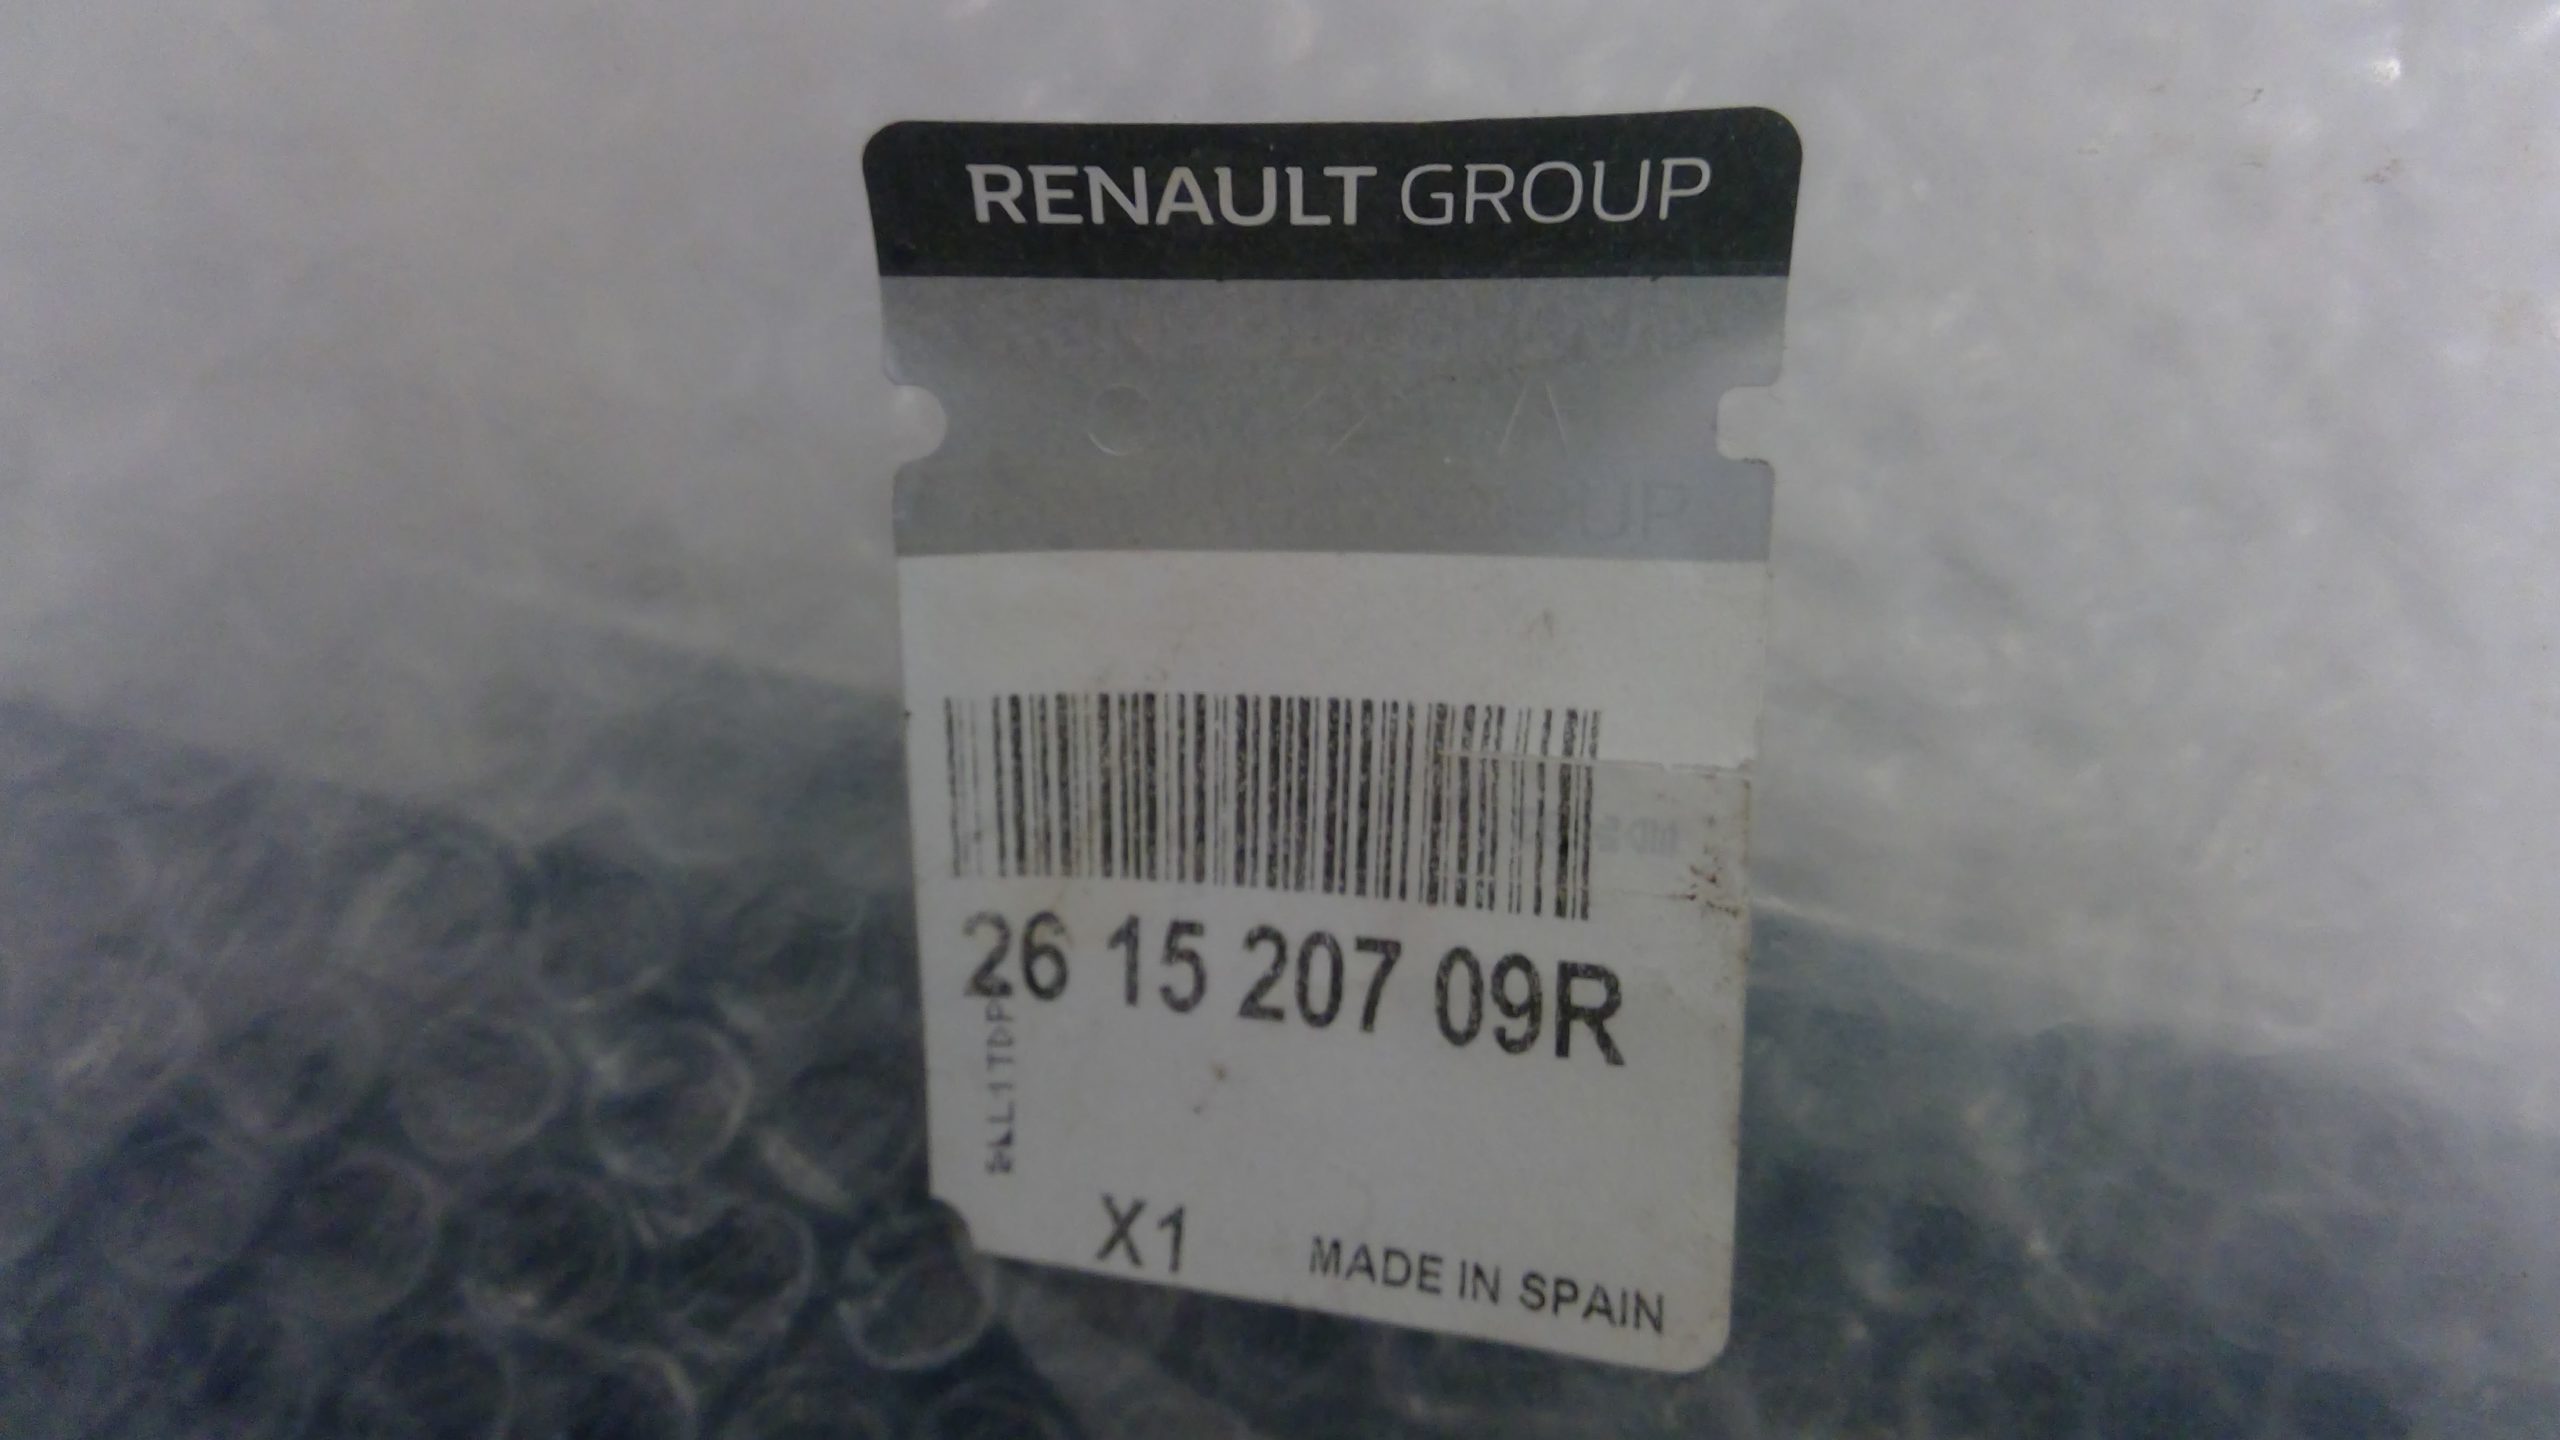 RENAULT GROUP
26 15 207 09R
X1
MADE IN SPAIN